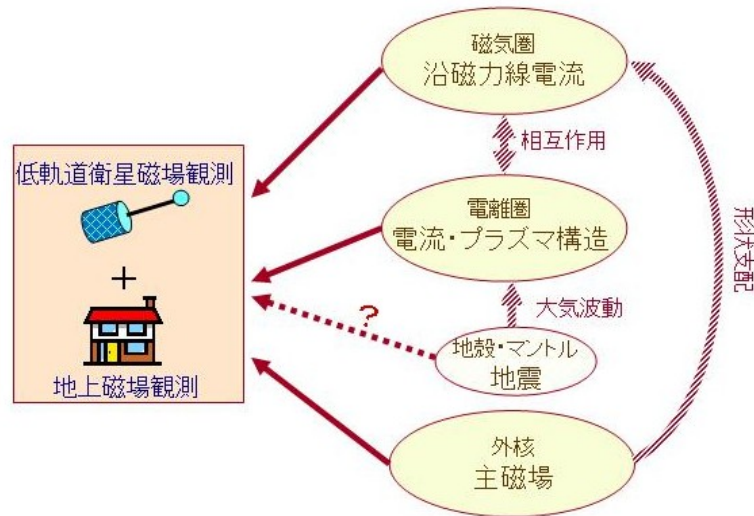 磁気圏
沿磁力線電流
相互作用
低軌道衛星磁場観測
+
地上磁場観測
電離圏
電流・プラズマ構造
形状支配
大気波動
?
地殻・マントル
地震
外核
主磁場